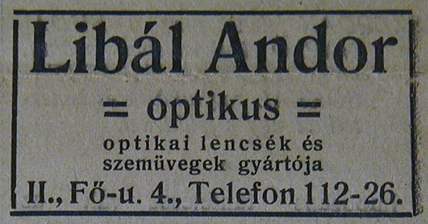 Libál Andor
= optikus =
optikai lencsék és
szemüvegek gyártója
II., Fő-u. 4., Telefon 112-26.